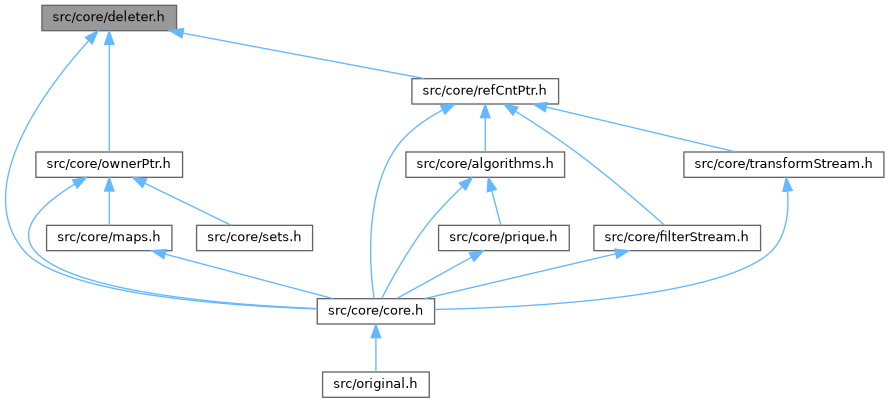 src/core/deleter.h
src/core/refCntPtr.h
src/core/ownerPtr.h
src/core/algorithms.h
src/core/transformStream.h
src/core/maps.h
src/core/sets.h
src/core/prique.h
src/core/filterStream.h
src/core/core.h
src/original.h